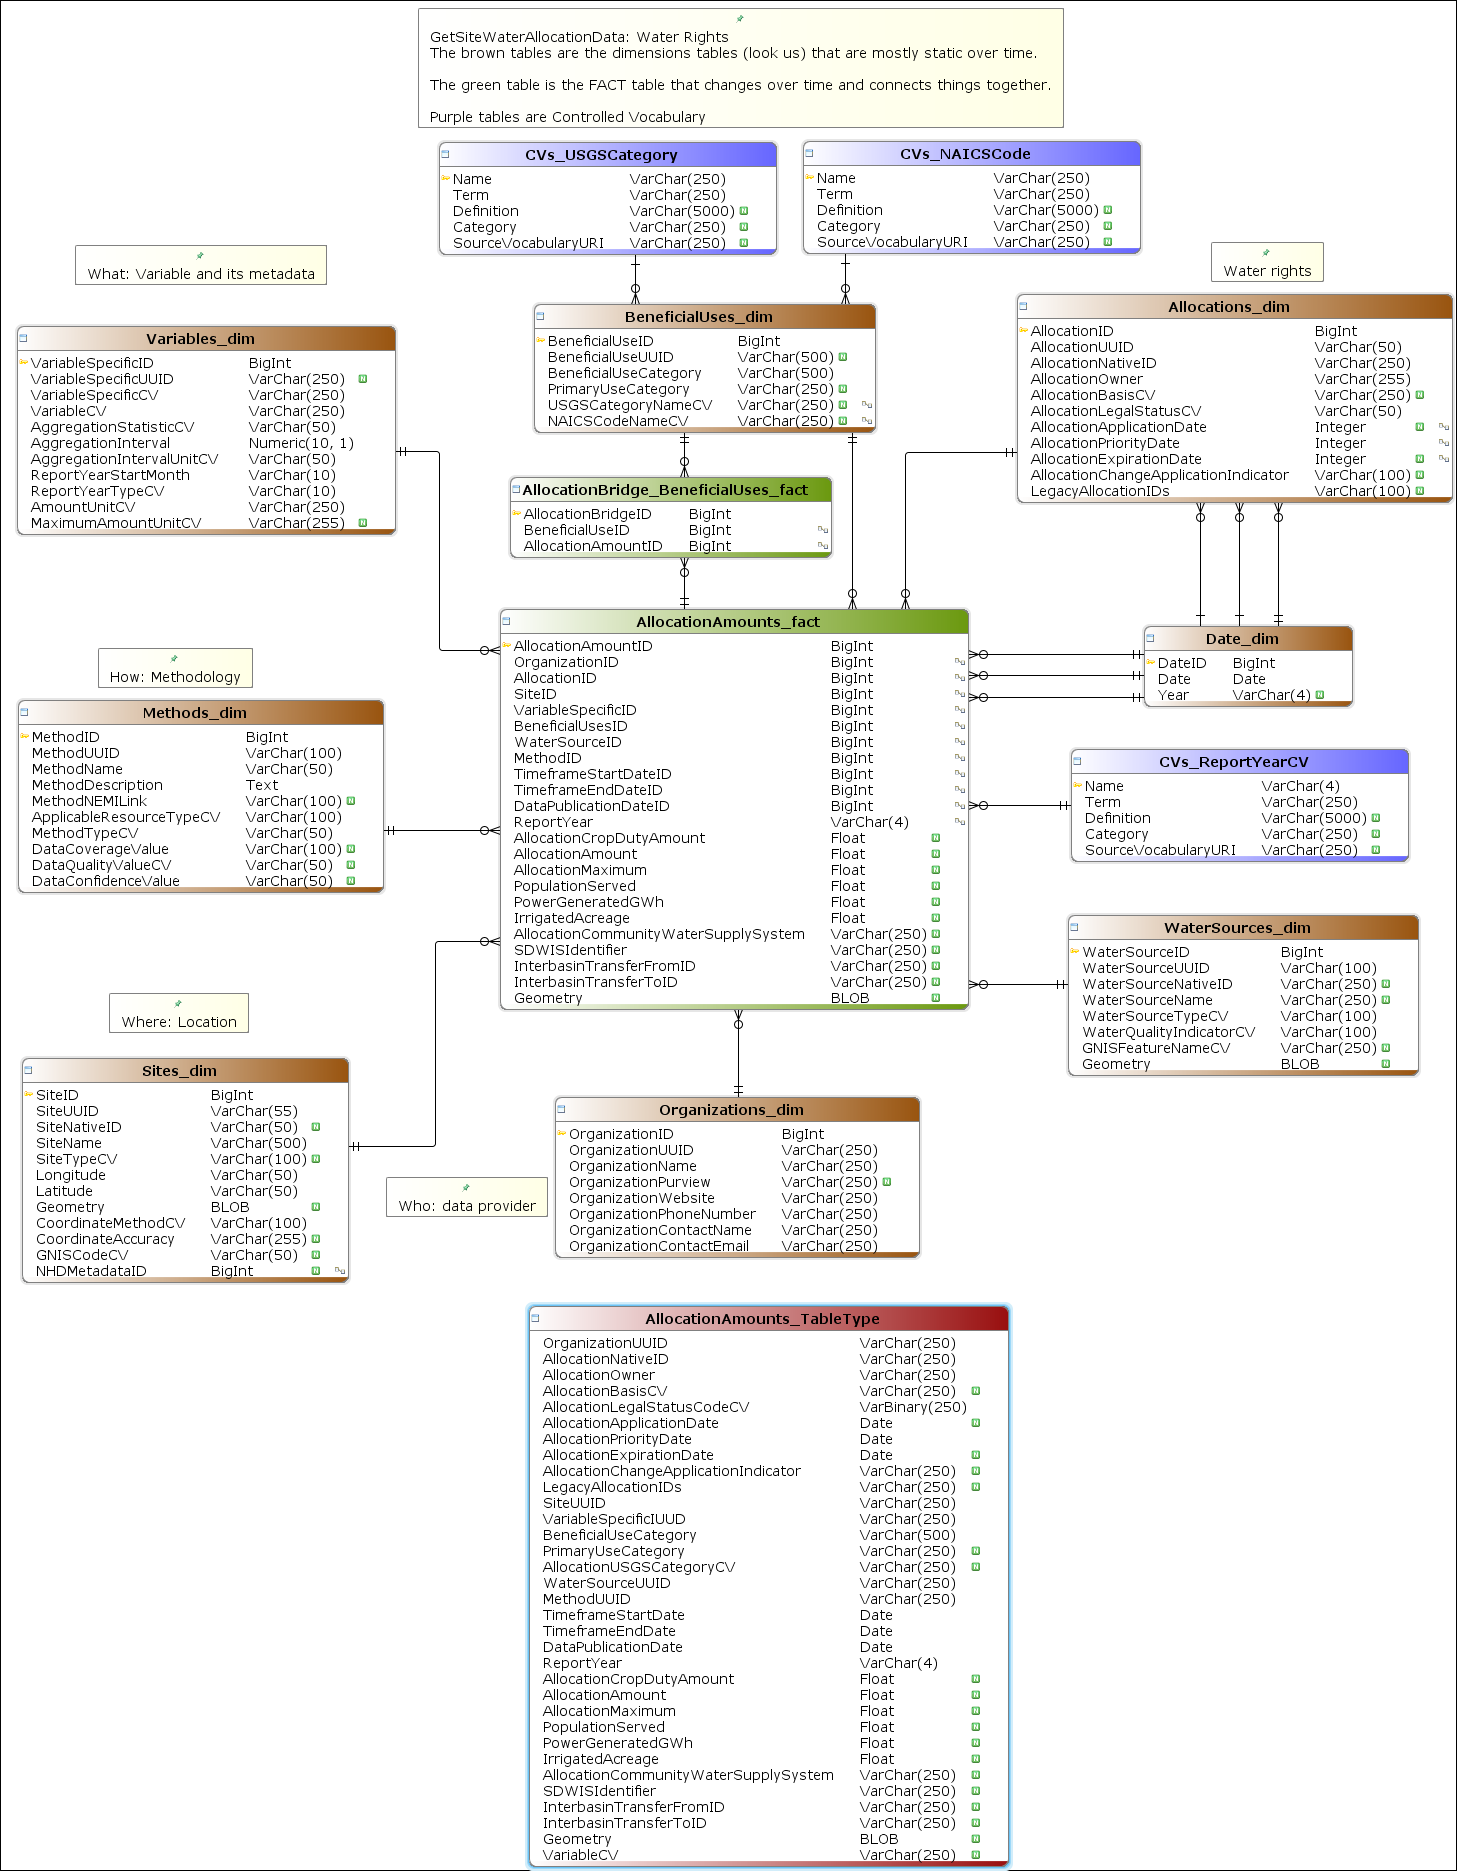 GetSiteWaterAllocationData: Water Rights
The brown tables are the dimensions tables (look us) that are mostly static over time.
The green table is the FACT table that changes over time and connects things together.
Purple tables are Controlled Vocabulary
CVs_USGSCategory
Name VarChar(250)
Term VarChar(250)
Definition VarChar(5000) N
Category VarChar(250) N
SourceVocabularyURI VarChar(250) N
CVs_NAICSCode
Name VarChar(250)
Term VarChar(250)
Definition VarChar(5000) N
Category VarChar(250) N
SourceVocabularyURI VarChar(250) N
What: Variable and its metadata
Water rights
Variables_dim
VariableSpecificID BigInt
VariableSpecificUUID VarChar(250) N
VariableSpecificCV VarChar(250)
VariableCV VarChar(250)
AggregationStatisticCV VarChar(50)
AggregationInterval Numeric(10, 1)
AggregationIntervalUnitCV VarChar(50)
ReportYearStartMonth VarChar(10)
ReportYearTypeCV VarChar(10)
AmountUnitCV VarChar(250)
MaximumAmountUnitCV VarChar(255) N
BeneficialUses_dim
BeneficialUseID BigInt
BeneficialUseUUID VarChar(500) N
BeneficialUseCategory VarChar(500)
PrimaryUseCategory VarChar(250) N
USGSCategoryNameCV VarChar(250) N
NAICSCodeNameCV VarChar(250) N
Allocations_dim
AllocationID BigInt
AllocationUUID VarChar(50)
AllocationNativeID VarChar(250)
AllocationOwner VarChar(255)
AllocationBasisCV VarChar(250) N
AllocationLegalStatusCV VarChar(50)
AllocationApplicationDate Integer N
AllocationPriorityDate Integer
AllocationExpirationDate Integer N
AllocationChangeApplicationIndicator VarChar(100) N
LegacyAllocationIDs VarChar(100) N
AllocationBridge_BeneficialUses_fact
AllocationBridgeID BigInt
BeneficialUseID BigInt
AllocationAmountID BigInt
AllocationAmounts_fact
AllocationAmountID BigInt
OrganizationID BigInt
AllocationID BigInt
SiteID BigInt
VariableSpecificID BigInt
BeneficialUsesID BigInt
WaterSourceID BigInt
MethodID BigInt
TimeframeStartDateID BigInt
TimeframeEndDateID BigInt
DataPublicationDateID BigInt
ReportYear VarChar(4)
AllocationCropDutyAmount Float N
AllocationAmount Float N
AllocationMaximum Float N
PopulationServed Float N
PowerGeneratedGWh Float N
IrrigatedAcreage Float N
AllocationCommunityWaterSupplySystem VarChar(250) N
SDWISIdentifier VarChar(250) N
InterbasinTransferFromID VarChar(250) N
InterbasinTransferToID VarChar(250) N
Geometry BLOB N
Date_dim
DateID BigInt
Date Date
Year VarChar(4) N
How: Methodology
Methods_dim
MethodID BigInt
MethodUUID VarChar(100)
MethodName VarChar(50)
MethodDescription Text
MethodNEMILink VarChar(100) N
ApplicableResourceTypeCV VarChar(100)
MethodTypeCV VarChar(50)
DataCoverageValue VarChar(100) N
DataQualityValueCV VarChar(50) N
DataConfidenceValue VarChar(50) N
CVs_ReportYearCV
Name VarChar(4)
Term VarChar(250)
Definition VarChar(5000) N
Category VarChar(250) N
SourceVocabularyURI VarChar(250) N
WaterSources_dim
WaterSourceID BigInt
WaterSourceUUID VarChar(100)
WaterSourceNativeID VarChar(250) N
WaterSourceName VarChar(250) N
WaterSourceTypeCV VarChar(100)
WaterQualityIndicatorCV VarChar(100)
GNISFeatureNameCV VarChar(250) N
Geometry BLOB N
Where: Location
Sites_dim
SiteID BigInt
SiteUUID VarChar(55)
SiteNativeID VarChar(50) N
SiteName VarChar(500)
SiteTypeCV VarChar(100) N
Longitude VarChar(50)
Latitude VarChar(50)
Geometry BLOB N
CoordinateMethodCV VarChar(100)
CoordinateAccuracy VarChar(255) N
GNISCodeCV VarChar(50) N
NHDMetadataID BigInt N
Who: data provider
Organizations_dim
OrganizationID BigInt
OrganizationUUID VarChar(250)
OrganizationName VarChar(250)
OrganizationPurview VarChar(250) N
OrganizationWebsite VarChar(250)
OrganizationPhoneNumber VarChar(250)
OrganizationContactName VarChar(250)
OrganizationContactEmail VarChar(250)
AllocationAmounts_TableType
OrganizationUUID VarChar(250)
AllocationNativeID VarChar(250)
AllocationOwner VarChar(250)
AllocationBasisCV VarChar(250) N
AllocationLegalStatusCodeCV VarBinary(250)
AllocationApplicationDate Date N
AllocationPriorityDate Date
AllocationExpirationDate Date N
AllocationChangeApplicationIndicator VarChar(250) N
LegacyAllocationIDs VarChar(250) N
SiteUUID VarChar(250)
VariableSpecificIUUD VarChar(250)
BeneficialUseCategory VarChar(500)
PrimaryUseCategory VarChar(250) N
AllocationUSGSCategoryCV VarChar(250) N
WaterSourceUUID VarChar(250)
MethodUUID VarChar(250)
TimeframeStartDate Date
TimeframeEndDate Date
DataPublicationDate Date
ReportYear VarChar(4)
AllocationCropDutyAmount Float N
AllocationAmount Float N
AllocationMaximum Float N
PopulationServed Float N
PowerGeneratedGWh Float N
IrrigatedAcreage Float N
AllocationCommunityWaterSupplySystem VarChar(250) N
SDWISIdentifier VarChar(250) N
InterbasinTransferFromID VarChar(250) N
InterbasinTransferToID VarChar(250) N
Geometry BLOB N
VariableCV VarChar(250) N